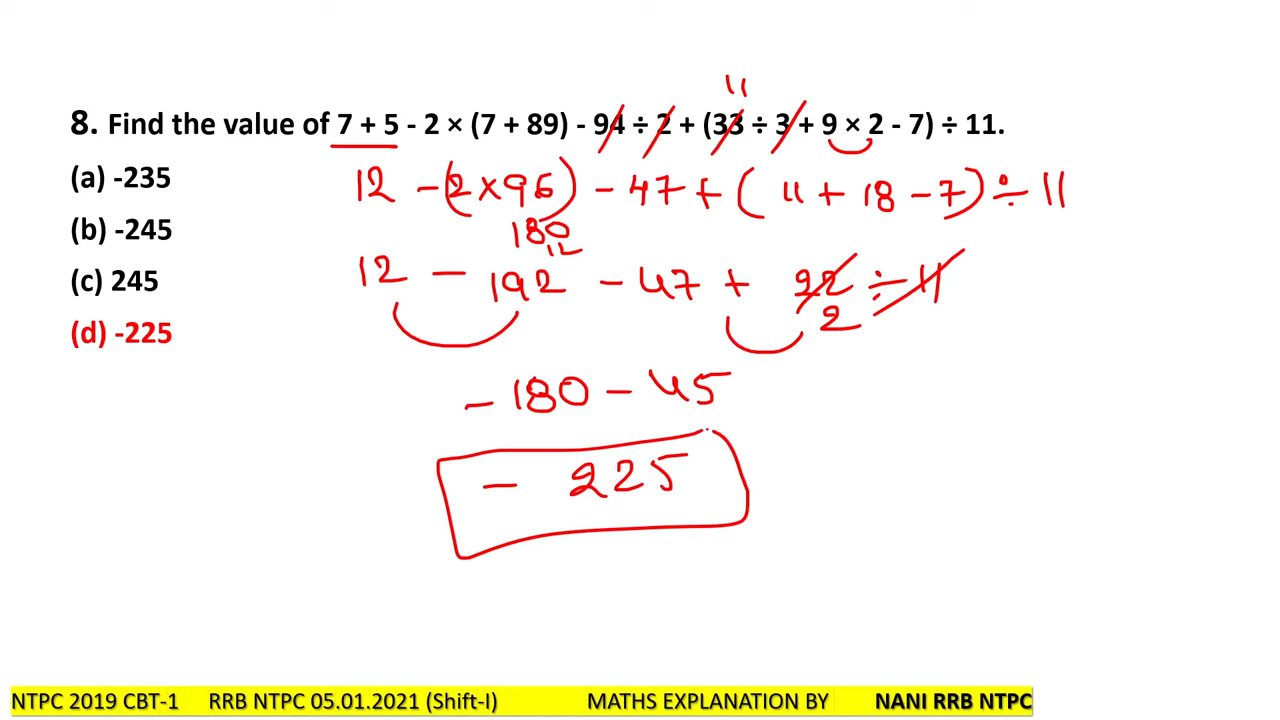 11
8. Find the value of 7 + 5 - 2 × (7 + 89) - 94 ÷ 2 + (33 ÷ 3 + 9 × 2 - 7) ÷ 11.
(a) -235
12 - (2 × 96) - 47 + ( 11 + 18 - 7) ÷ 11
(b) -245
180
12
(c) 245
12 - 192 - 47 + 22 ÷ 11
2
(d) -225
- 180 - 45
- 225
NTPC 2019 CBT-1 RRB NTPC 05.01.2021 (Shift-I) MATHS EXPLANATION BY NANI RRB NTPC